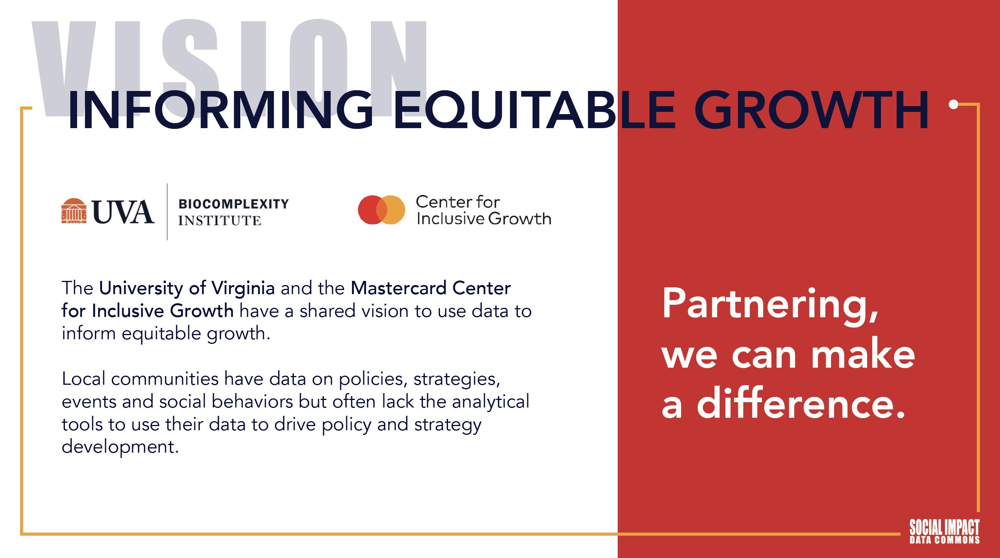 VISION
INFORMING EQUITABLE GROWTH
UVA
BIOCOMPLEXITY
INSTITUTE
Center for
Inclusive Growth
The University of Virginia and the Mastercard Center
for Inclusive Growth have a shared vision to use data to
inform equitable growth.
Local communities have data on policies, strategies,
events and social behaviors but often lack the analytical
tools to use their data to drive policy and strategy
development.
Partnering,
we can make
a difference.
SOCIAL IMPACT
DATA COMMONS